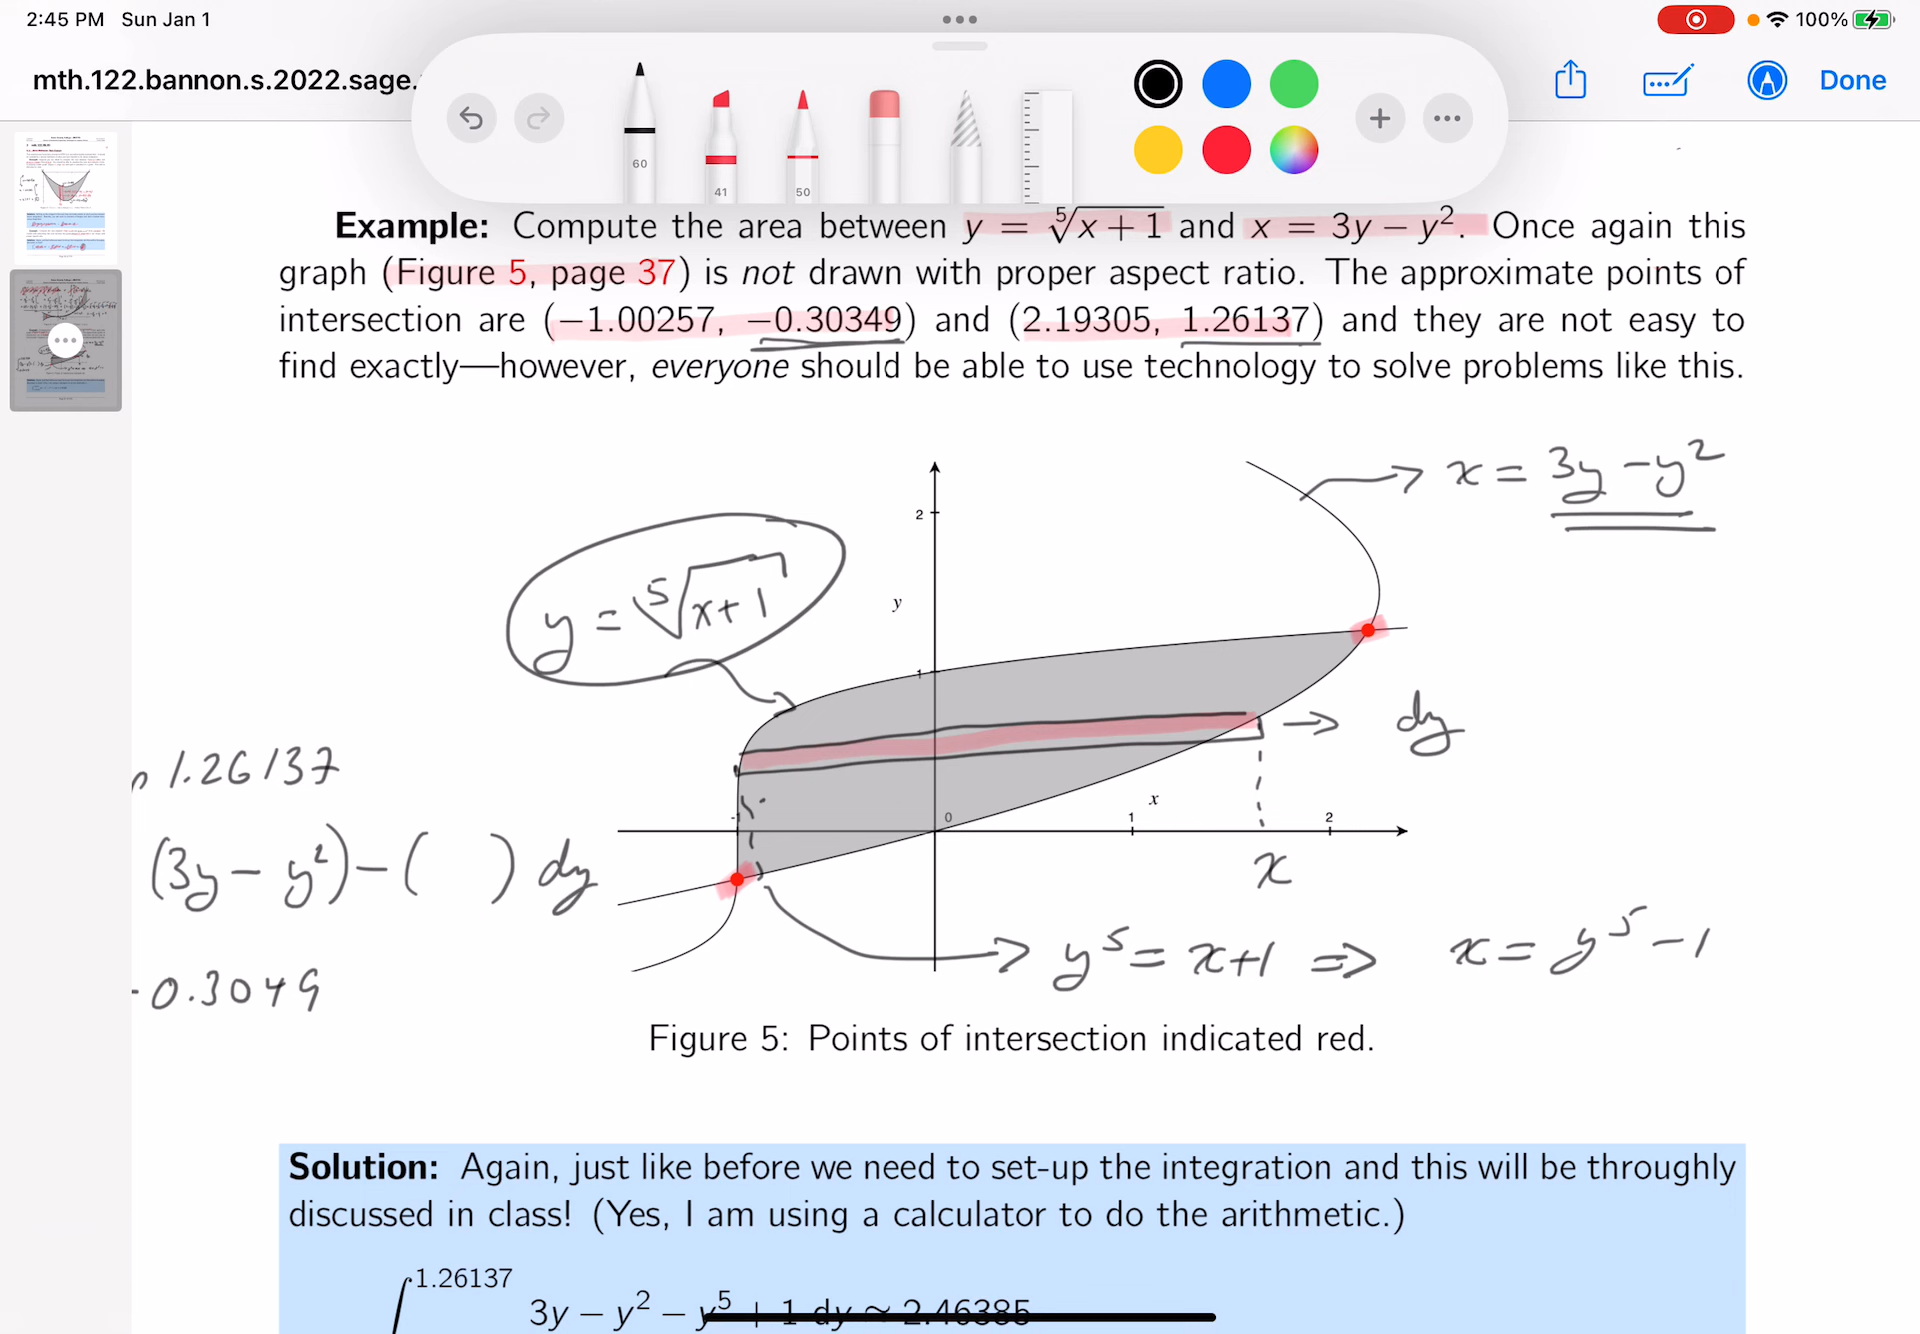 2:45 PM Sun Jan 1
100%
mth.122.bannon.s.2022.sage.
Done
60
41
50
Example: Compute the area between y = ⁵√x + 1 and x = 3y − y². Once again this
graph (Figure 5, page 37) is not drawn with proper aspect ratio. The approximate points of
intersection are (−1.00257, −0.30349) and (2.19305, 1.26137) and they are not easy to
find exactly—however, everyone should be able to use technology to solve problems like this.
x = 3y − y²
2
y = ⁵√x+1
y
1
dy
1.26137
x
-1 0 1 2
(3y − y²) − ( ) dy
x
y⁵ = x+1 ⇒ x = y⁵ − 1
-0.3049
Figure 5: Points of intersection indicated red.
Solution: Again, just like before we need to set-up the integration and this will be throughly
discussed in class! (Yes, I am using a calculator to do the arithmetic.)
∫ 1.26137
3y − y² − y⁵ + 1 dy ≈ 2.46385